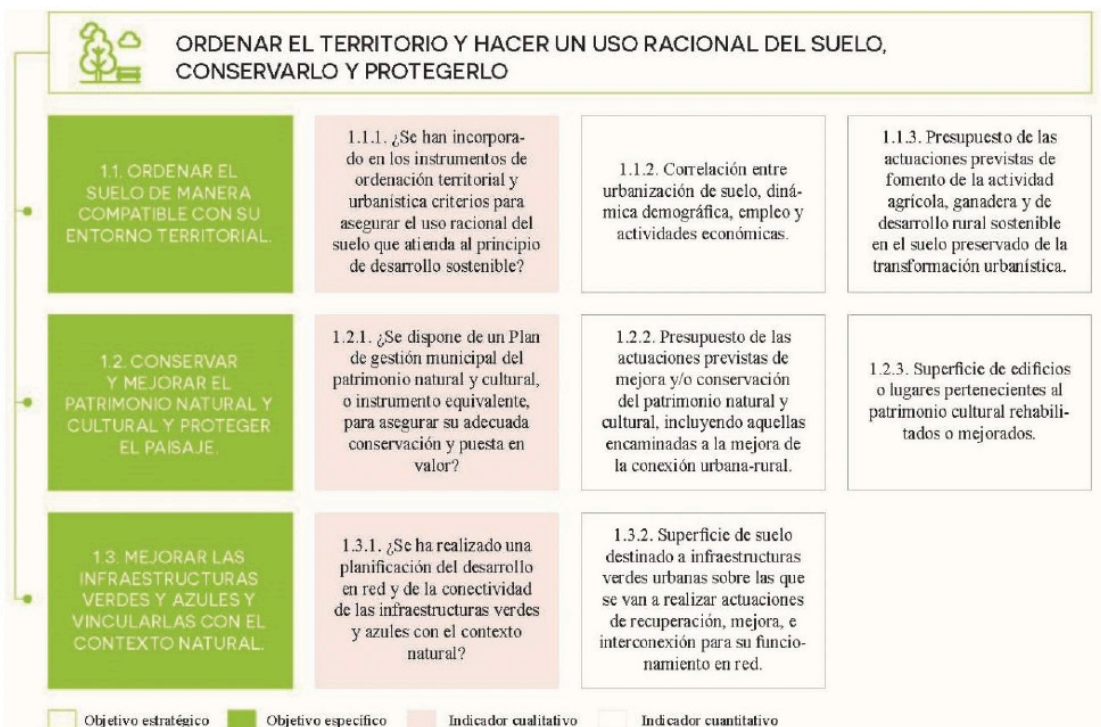 ORDENAR EL TERRITORIO Y HACER UN USO RACIONAL DEL SUELO,
CONSERVARLO Y PROTEGERLO
1.1. ORDENAR EL
SUELO DE MANERA
COMPATIBLE CON SU
ENTORNO TERRITORIAL.
1.1.1. ¿Se han incorpora-
do en los instrumentos de
ordenación territorial y
urbanística criterios para
asegurar el uso racional del
suelo que atienda al principio
de desarrollo sostenible?
1.1.2. Correlación entre
urbanización de suelo, diná-
mica demográfica, empleo y
actividades económicas.
1.1.3. Presupuesto de las
actuaciones previstas de
fomento de la actividad
agrícola, ganadera y de
desarrollo rural sostenible
en el suelo preservado de la
transformación urbanística.
1.2. CONSERVAR
Y MEJORAR EL
PATRIMONIO NATURAL Y
CULTURAL Y PROTEGER
EL PAISAJE.
1.2.1. ¿Se dispone de un Plan
de gestión municipal del
patrimonio natural y cultural,
o instrumento equivalente,
para asegurar su adecuada
conservación y puesta en
valor?
1.2.2. Presupuesto de las
actuaciones previstas de
mejora y/o conservación
del patrimonio natural y
cultural, incluyendo aquellas
encaminadas a la mejora de
la conexión urbana-rural.
1.2.3. Superficie de edificios
o lugares pertenecientes al
patrimonio cultural rehabili-
tados o mejorados.
1.3. MEJORAR LAS
INFRAESTRUCTURAS
VERDES Y AZULES Y
VINCULARLAS CON EL
CONTEXTO NATURAL.
1.3.1. ¿Se ha realizado una
planificación del desarrollo
en red y de la conectividad
de las infraestructuras verdes
y azules con el contexto
natural?
1.3.2. Superficie de suelo
destinado a infraestructuras
verdes urbanas sobre las que
se van a realizar actuaciones
de recuperación, mejora, e
interconexión para su funcio-
namiento en red.
Objetivo estratégico Objetivo específico Indicador cualitativo Indicador cuantitativo